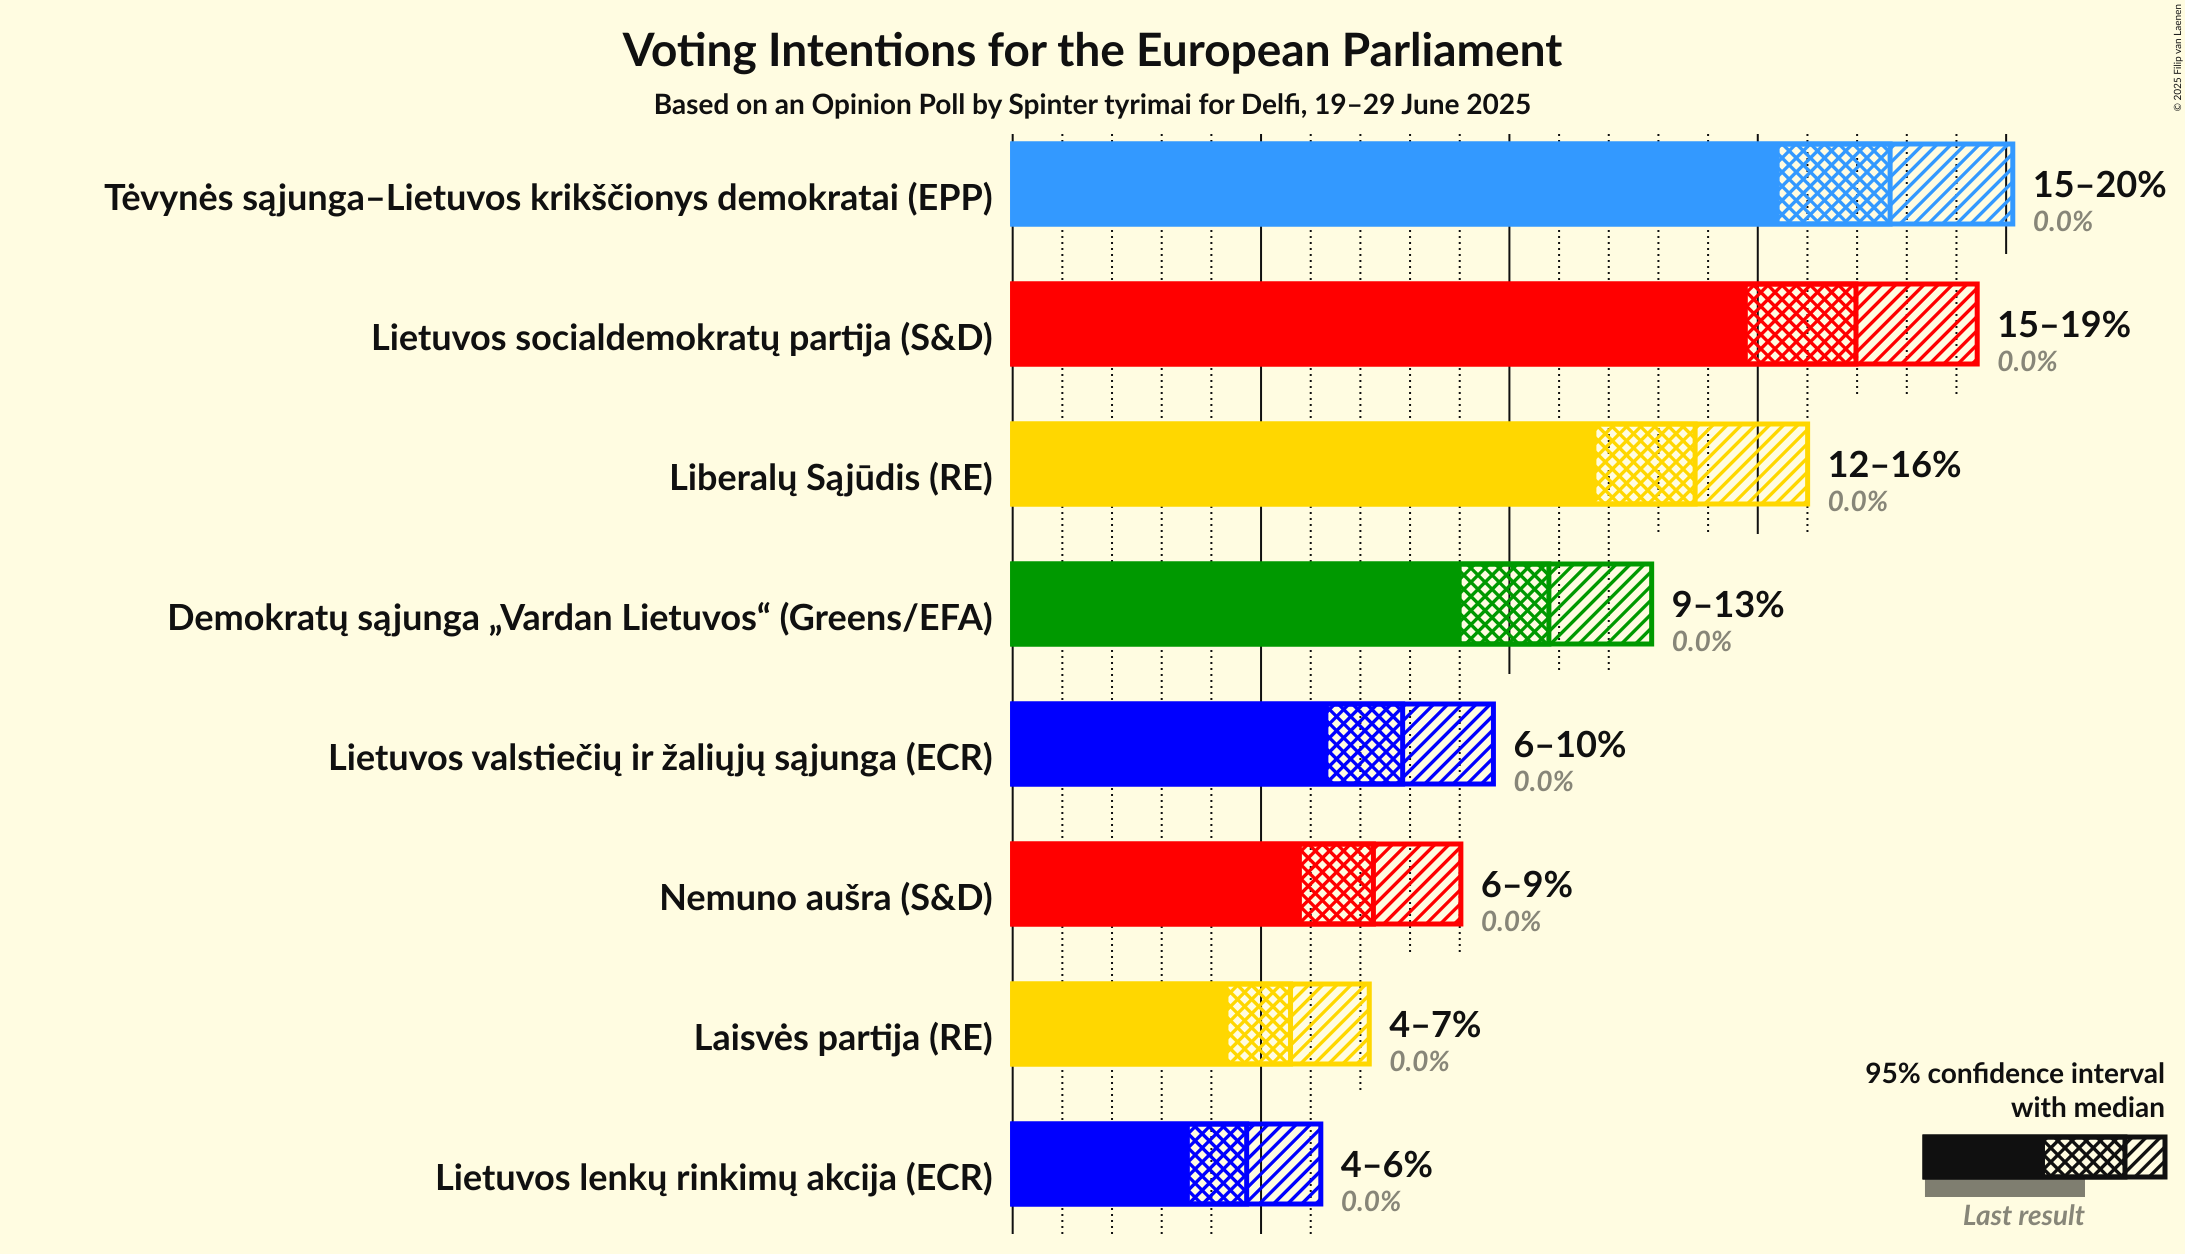 © 2025 Filip van Laenen
Voting Intentions for the European Parliament
Based on an Opinion Poll by Spinter tyrimai for Delfi, 19–29 June 2025
Tėvynės sąjunga–Lietuvos krikščionys demokratai (EPP)
15–20%
0.0%
Lietuvos socialdemokratų partija (S&D)
15–19%
0.0%
Liberalų Sąjūdis (RE)
12–16%
0.0%
Demokratų sąjunga „Vardan Lietuvos“ (Greens/EFA)
9–13%
0.0%
Lietuvos valstiečių ir žaliųjų sąjunga (ECR)
6–10%
0.0%
Nemuno aušra (S&D)
6–9%
0.0%
Laisvės partija (RE)
4–7%
0.0%
Lietuvos lenkų rinkimų akcija (ECR)
4–6%
0.0%
95% confidence interval
with median
Last result